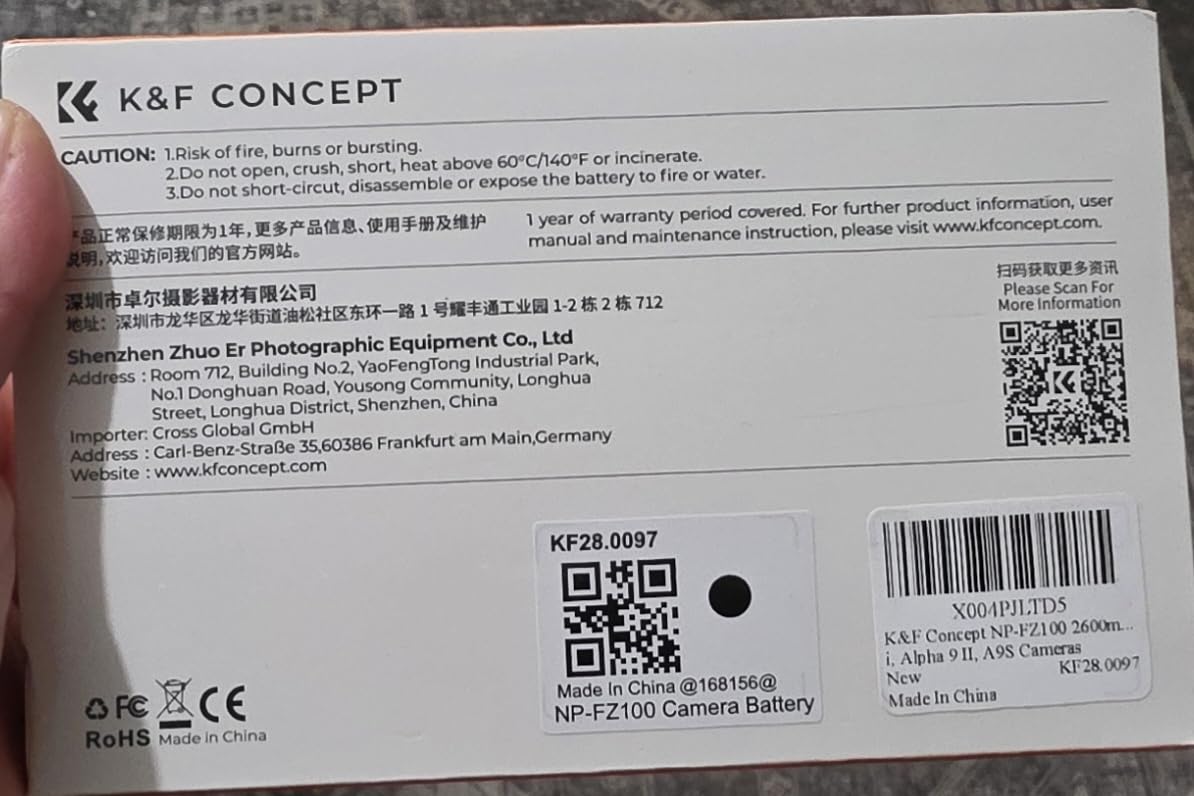 K&F CONCEPT
CAUTION: 1.Risk of fire, burns or bursting.
2.Do not open, crush, short, heat above 60°C/140°F or incinerate.
3.Do not short-circut, disassemble or expose the battery to fire or water.
品正常保修期限为1年,更多产品信息、使用手册及维护
说明,欢迎访问我们的官方网站。
1 year of warranty period covered. For further product information, user
manual and maintenance instruction, please visit www.kfconcept.com.
深圳市卓尔摄影器材有限公司
地址: 深圳市龙华区龙华街道油松社区东环一路 1 号耀丰通工业园 1-2 栋 2 栋 712
Shenzhen Zhuo Er Photographic Equipment Co., Ltd
Address : Room 712, Building No.2, YaoFengTong Industrial Park,
No.1 Donghuan Road, Yousong Community, Longhua
Street, Longhua District, Shenzhen, China
Importer: Cross Global GmbH
Address : Carl-Benz-Straße 35,60386 Frankfurt am Main,Germany
Website : www.kfconcept.com
扫码获取更多资讯
Please Scan For
More Information
KF28.0097
Made In China @168156@
NP-FZ100 Camera Battery
X004PJLTD5
K&F Concept NP-FZ100 2600m...
i, Alpha 9 II, A9S Cameras
New
KF28.0097
Made In China
FC CE
RoHS Made in China